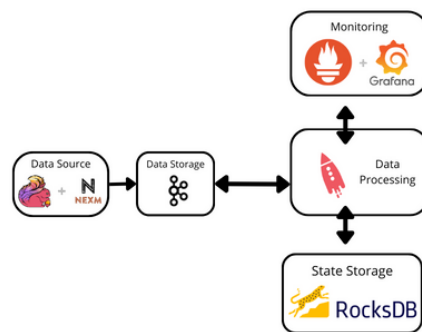 Monitoring
+
Grafana
Data Source
+
NEXM
Data Storage
Data
Processing
State Storage
RocksDB